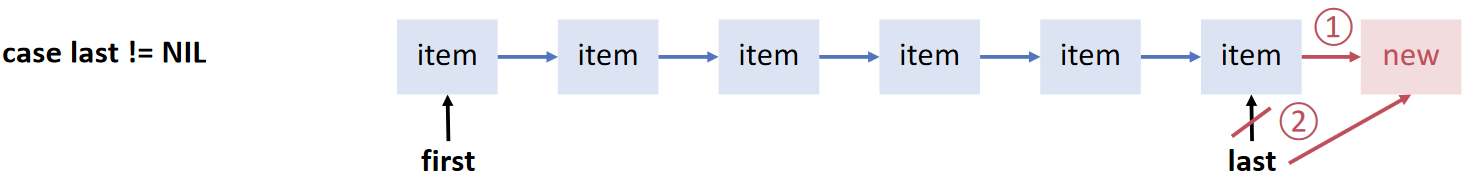 case last != NIL
item item item item item item ① new
②
first last